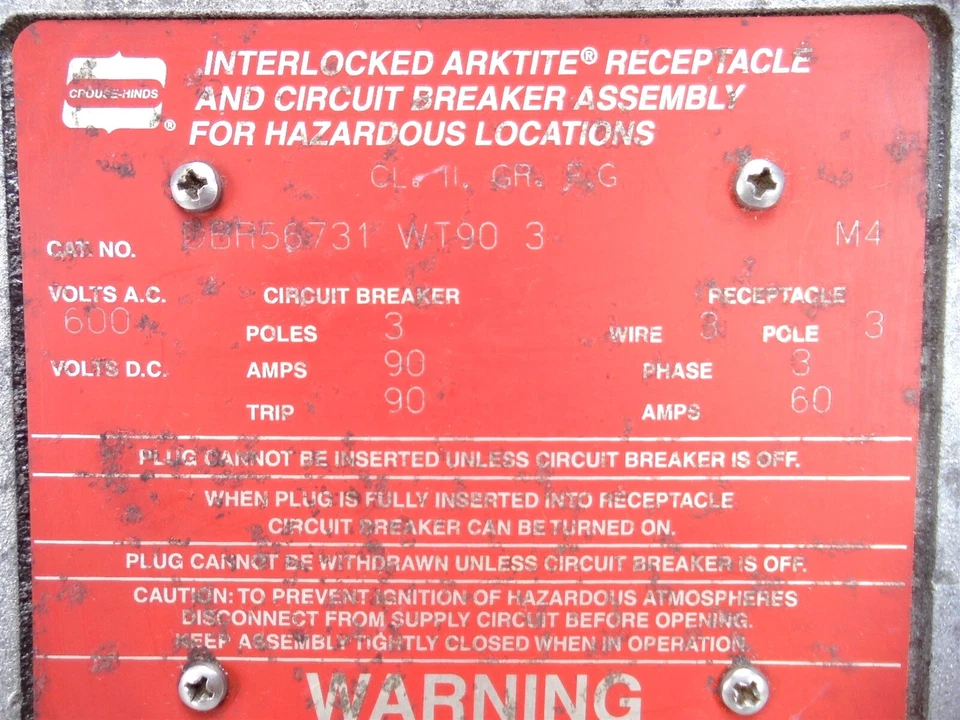 CROUSE-HINDS
®
INTERLOCKED ARKTITE® RECEPTACLE
AND CIRCUIT BREAKER ASSEMBLY
FOR HAZARDOUS LOCATIONS
CL. II, GR. F,G
CAT. NO. DBR56731 WT90 3 M4
VOLTS A.C. CIRCUIT BREAKER RECEPTACLE
600 POLES 3 WIRE 3 POLE 3
VOLTS D.C. AMPS 90 PHASE 3
TRIP 90 AMPS 60
PLUG CANNOT BE INSERTED UNLESS CIRCUIT BREAKER IS OFF.
WHEN PLUG IS FULLY INSERTED INTO RECEPTACLE
CIRCUIT BREAKER CAN BE TURNED ON.
PLUG CANNOT BE WITHDRAWN UNLESS CIRCUIT BREAKER IS OFF.
CAUTION: TO PREVENT IGNITION OF HAZARDOUS ATMOSPHERES
DISCONNECT FROM SUPPLY CIRCUIT BEFORE OPENING.
KEEP ASSEMBLY TIGHTLY CLOSED WHEN IN OPERATION.
WARNING